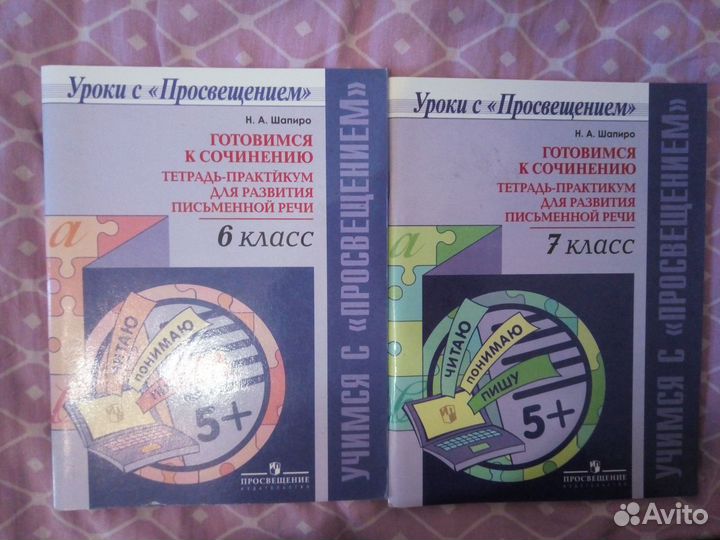 Уроки с «Просвещением»
Н. А. Шапиро
ГОТОВИМСЯ
К СОЧИНЕНИЮ
ТЕТРАДЬ-ПРАКТИКУМ
ДЛЯ РАЗВИТИЯ
ПИСЬМЕННОЙ РЕЧИ
6 КЛАСС
ЧИТАЮ
ПОНИМАЮ
5+
ПРОСВЕЩЕНИЕ
ИЗДАТЕЛЬСТВО
УЧИМСЯ С «ПРОСВЕЩЕНИЕМ»
Уроки с «Просвещением»
Н. А. Шапиро
ГОТОВИМСЯ
К СОЧИНЕНИЮ
ТЕТРАДЬ-ПРАКТИКУМ
ДЛЯ РАЗВИТИЯ
ПИСЬМЕННОЙ РЕЧИ
7 КЛАСС
ЧИТАЮ
ПОНИМАЮ
ПИШУ
5+
ПРОСВЕЩЕНИЕ
ИЗДАТЕЛЬСТВО
УЧИМСЯ С «ПРОСВЕЩЕНИЕМ»
Avito